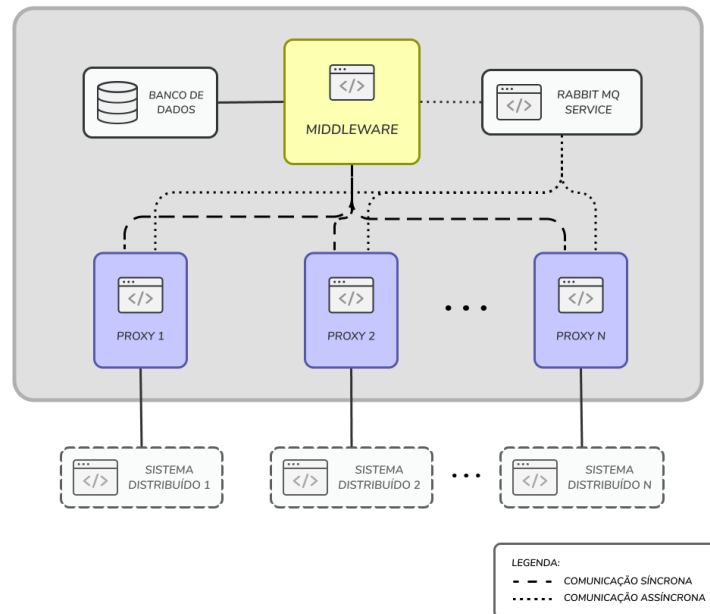 BANCO DE
DADOS
MIDDLEWARE
RABBIT MQ
SERVICE
PROXY 1
PROXY 2
PROXY N
SISTEMA
DISTRIBUÍDO 1
SISTEMA
DISTRIBUÍDO 2
SISTEMA
DISTRIBUÍDO N
LEGENDA:
COMUNICAÇÃO SÍNCRONA
COMUNICAÇÃO ASSÍNCRONA